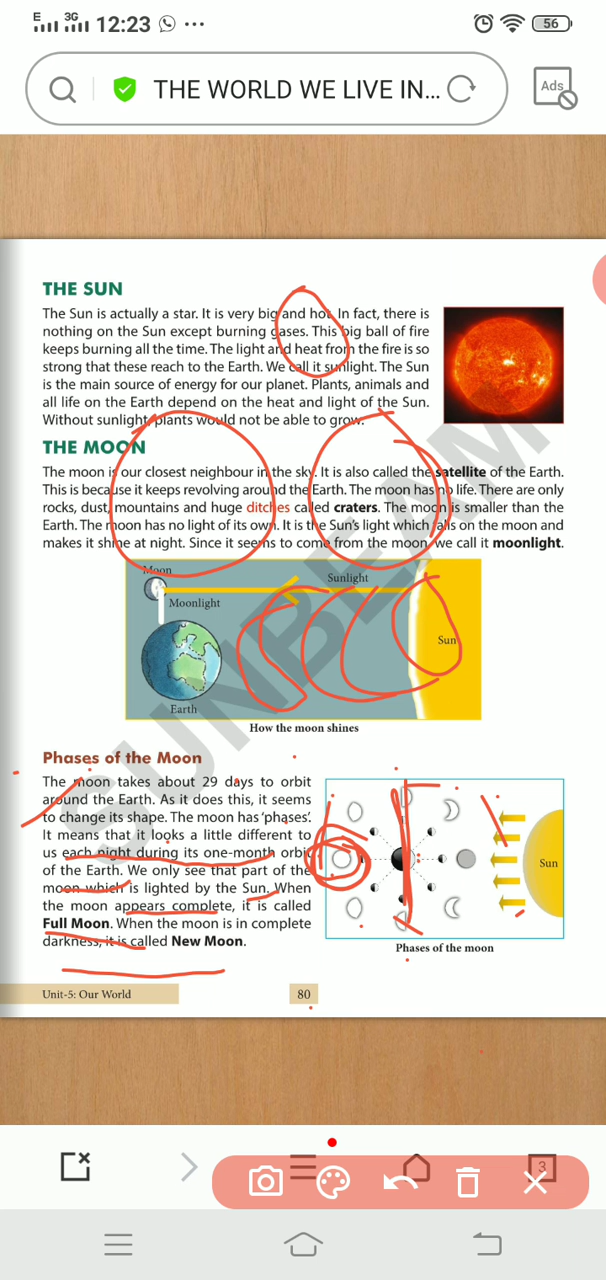 E 3G 12:23 ... 56
THE WORLD WE LIVE IN... Ads
THE SUN
The Sun is actually a star. It is very big and hot. In fact, there is
nothing on the Sun except burning gases. This big ball of fire
keeps burning all the time. The light and heat from the fire is so
strong that these reach to the Earth. We call it sunlight. The Sun
is the main source of energy for our planet. Plants, animals and
all life on the Earth depend on the heat and light of the Sun.
Without sunlight plants would not be able to grow.
THE MOON
The moon is our closest neighbour in the sky. It is also called the satellite of the Earth.
This is because it keeps revolving around the Earth. The moon has no life. There are only
rocks, dust, mountains and huge ditches called craters. The moon is smaller than the
Earth. The moon has no light of its own. It is the Sun's light which falls on the moon and
makes it shine at night. Since it seems to come from the moon, we call it moonlight.
Moon
Sunlight
Moonlight
Sun
Earth
How the moon shines
SUNBEAM
Phases of the Moon
The moon takes about 29 days to orbit
around the Earth. As it does this, it seems
to change its shape. The moon has 'phases'.
It means that it looks a little different to
us each night during its one-month orbit
of the Earth. We only see that part of the
moon which is lighted by the Sun. When
the moon appears complete, it is called
Full Moon. When the moon is in complete
darkness, it is called New Moon.
Sun
Phases of the moon
Unit-5: Our World 80
3